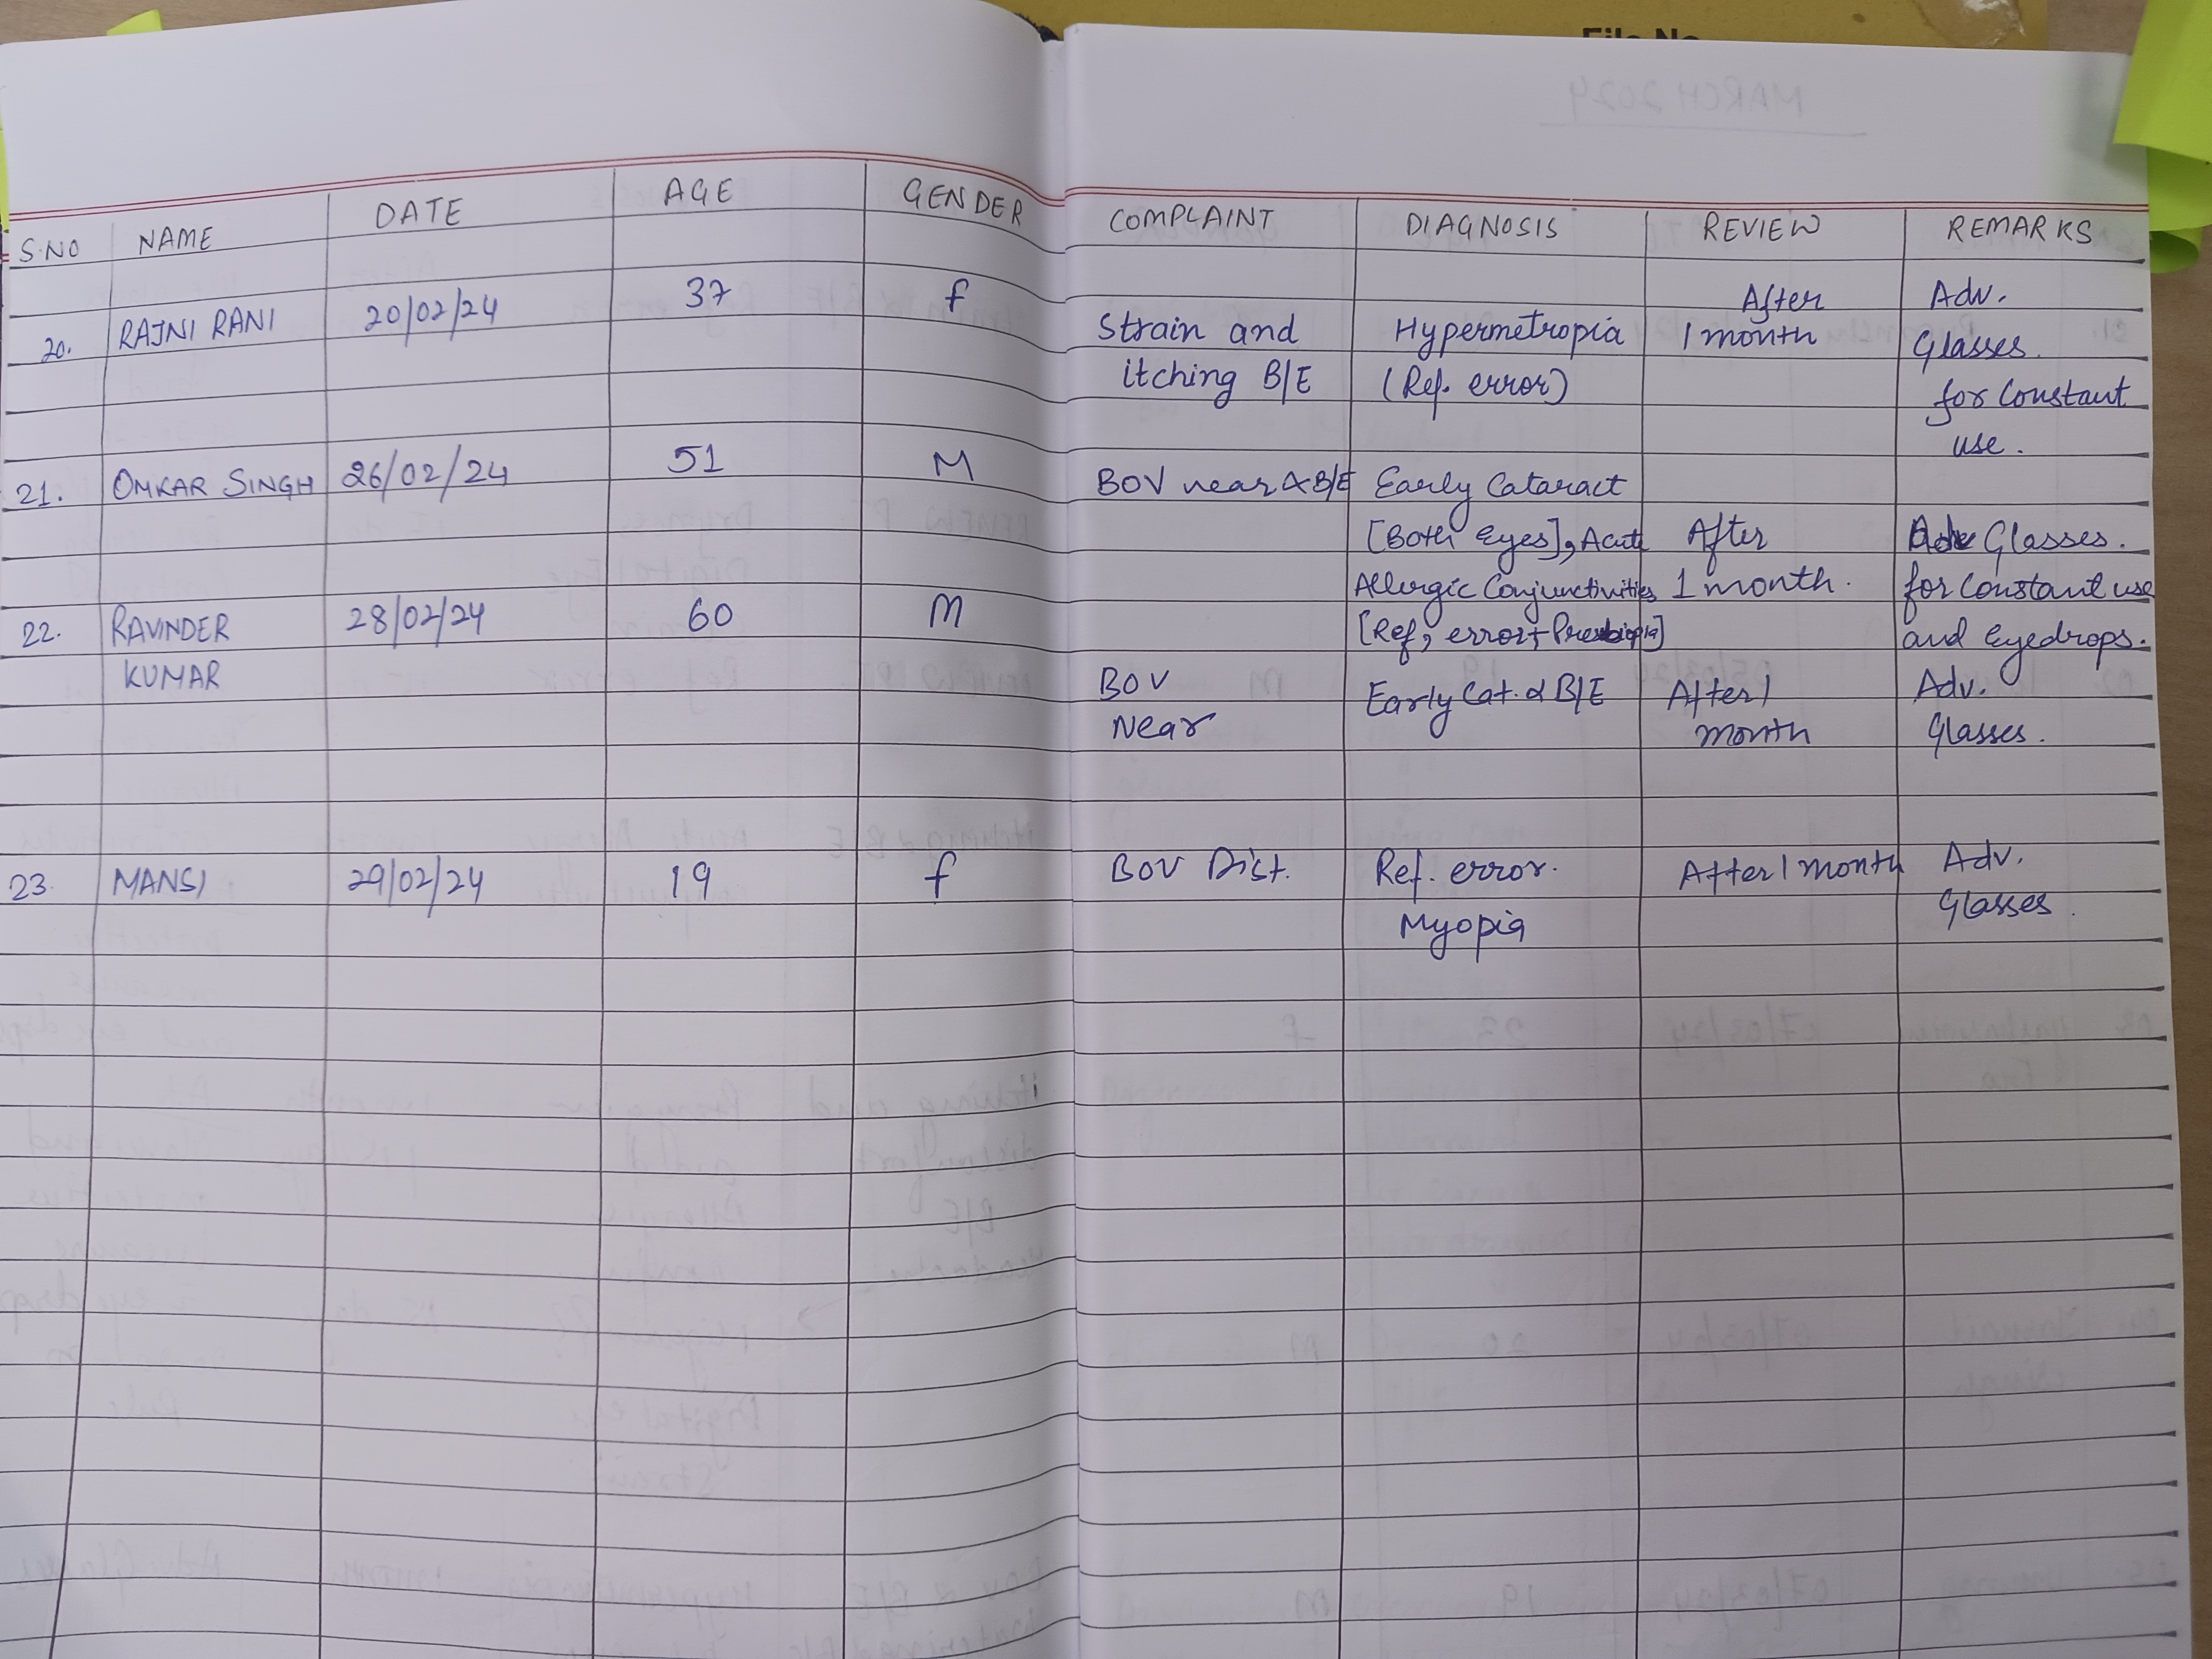 File No
S.NO NAME DATE AGE GENDER COMPLAINT DIAGNOSIS REVIEW REMARKS
20. RAJNI RANI 20/02/24 37 f Strain and Hypermetropia After Adv.
itching B/E (Ref. error) 1 month Glasses.
for Constant
use.
21. OMKAR SINGH 26/02/24 51 M BOV near B/E Early Cataract
[Both Eyes], Acute After Glasses.
Allergic Conjunctivities 1 month. for Constant use
[Ref, error+ Presbiopia] and Eyedrops.
22. RAVINDER 28/02/24 60 M BOV Early Cat. B/E After 1 Adv.
KUMAR Near month Glasses.
23. MANSI 29/02/24 19 f BOV Dist. Ref. error. After 1 month Adv.
Myopia Glasses.